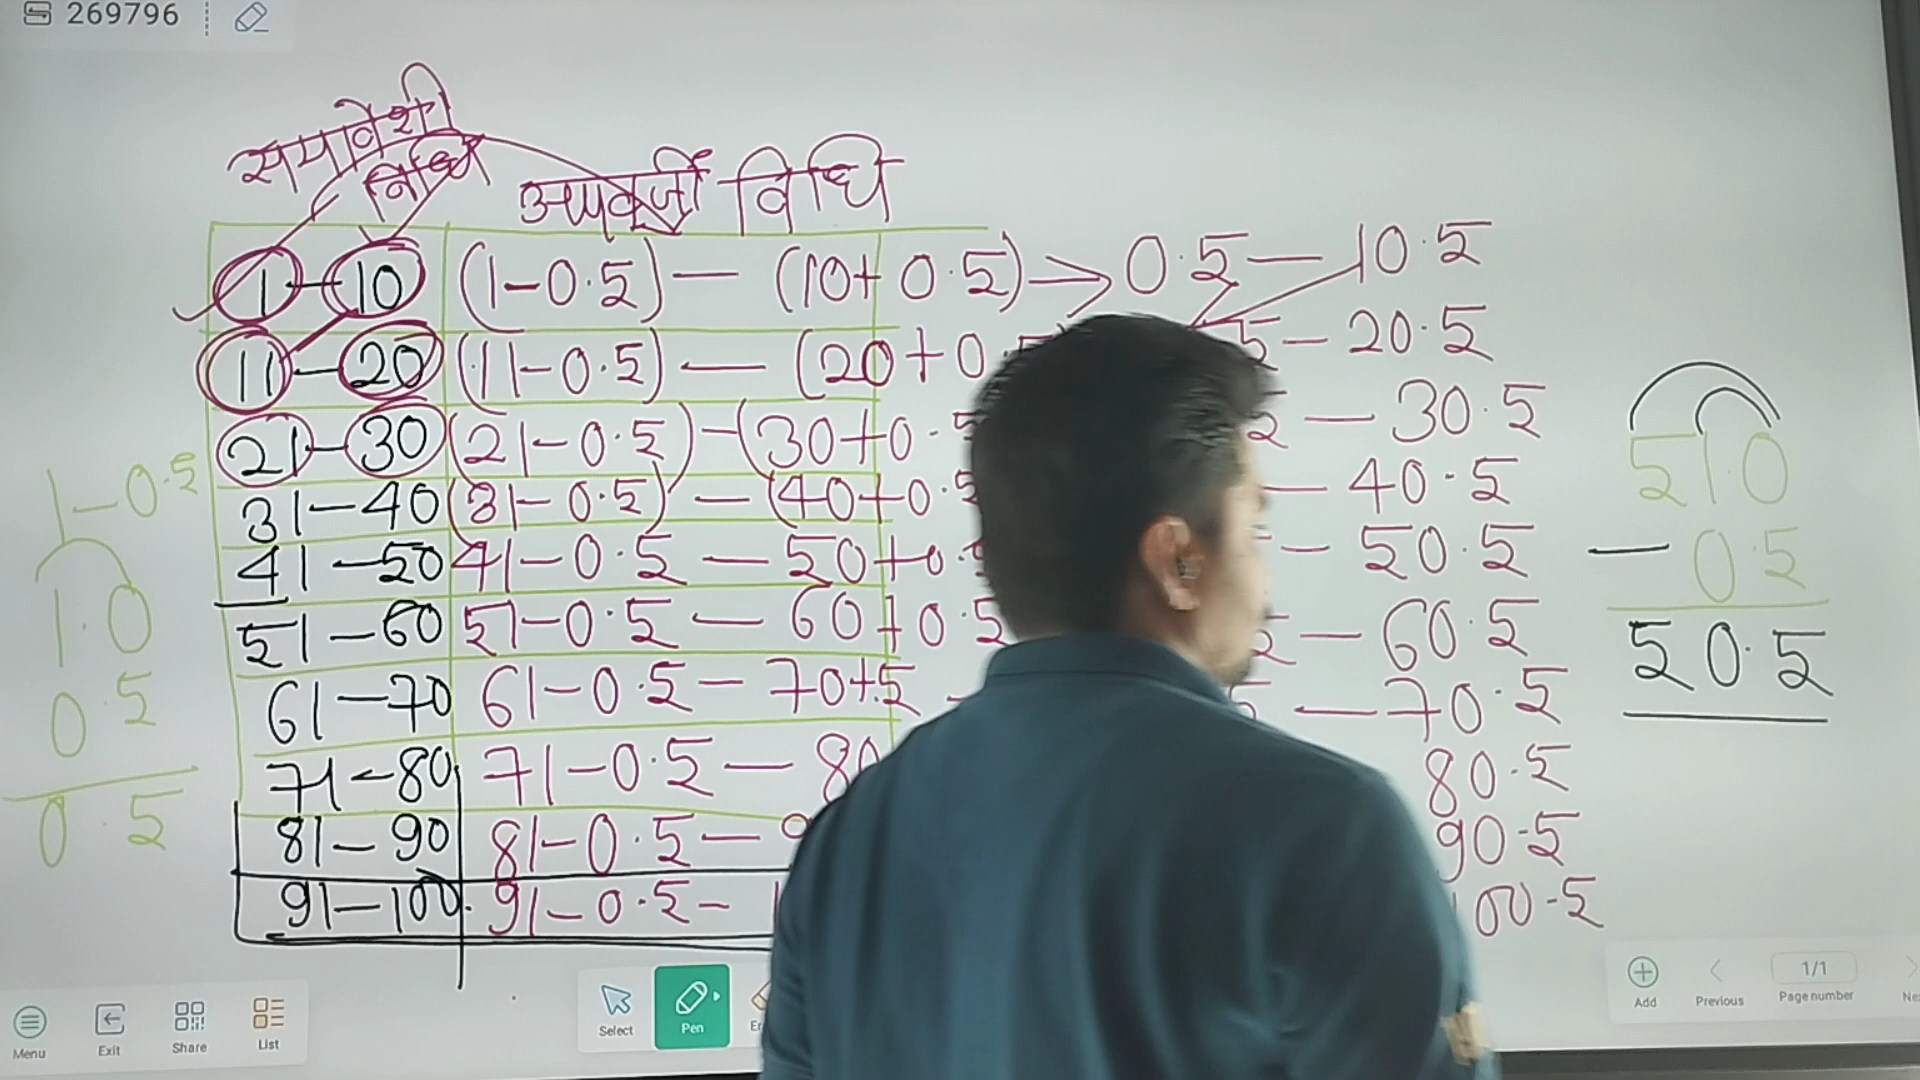 269796
समावेशी
विधि
अपवर्जी विधि
1-10 (1-0.5) — (10+0.5) → 0.5 — 10.5
11-20 (11-0.5) — (20+0. 5 — 20.5
21-30 (21-0.5) - (30+0.5 — 30.5
31-40 (31-0.5) — (40+0.5 — 40.5
41-50 41-0.5 — 50+0. — 50.5
51-60 51-0.5 — 60+0.5 — 60.5
61-70 61-0.5 — 70+.5 — 5 — 70.5
71-80 71-0.5 — 80 80.5
81-90 81-0.5 — 9 90.5
91-100 91-0.5 - 1 100.5
1-0.5
1.0
0.5
0.5
51.0
- 0.5
50.5
Menu
Exit
Share
List
Select
Pen
Add
Previous
1/1
Page number